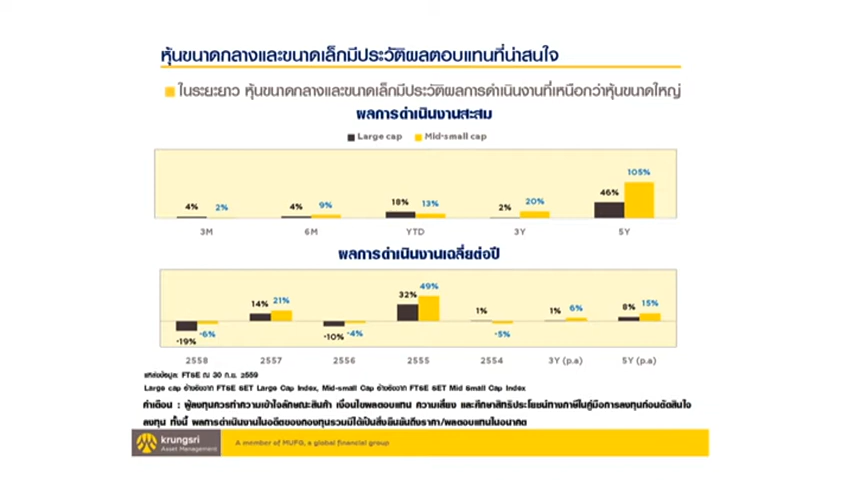 หุ้นขนาดกลางและขนาดเล็กมีประวัติผลตอบแทนที่น่าสนใจ
ในระยะยาว หุ้นขนาดกลางและขนาดเล็กมีประวัติผลการดำเนินงานที่เหนือกว่าหุ้นขนาดใหญ่
ผลการดำเนินงานสะสม
Large cap Mid-small cap
4% 2% 4% 9% 18% 13% 2% 20% 46% 105%
3M 6M YTD 3Y 5Y
ผลการดำเนินงานเฉลี่ยต่อปี
-19% -6% 14% 21% -10% -4% 32% 49% 1% -5% 1% 6% 8% 15%
2558 2557 2556 2555 2554 3Y (p.a) 5Y (p.a)
แหล่งข้อมูล: FTSE ณ 30 ก.ย. 2559
Large cap อ้างอิงจาก FTSE SET Large Cap Index, Mid-small Cap อ้างอิงจาก FTSE SET Mid Small Cap Index
คำเตือน : ผู้ลงทุนควรทำความเข้าใจลักษณะสินค้า เงื่อนไขผลตอบแทน ความเสี่ยง และศึกษาสิทธิประโยชน์ทางภาษีในคู่มือการลงทุนก่อนตัดสินใจ
ลงทุน ทั้งนี้ ผลการดำเนินงานในอดีตของกองทุนรวมมิได้เป็นสิ่งยืนยันถึงราคา/ผลตอบแทนในอนาคต
krungsri
Asset Management
A member of MUFG, a global financial group